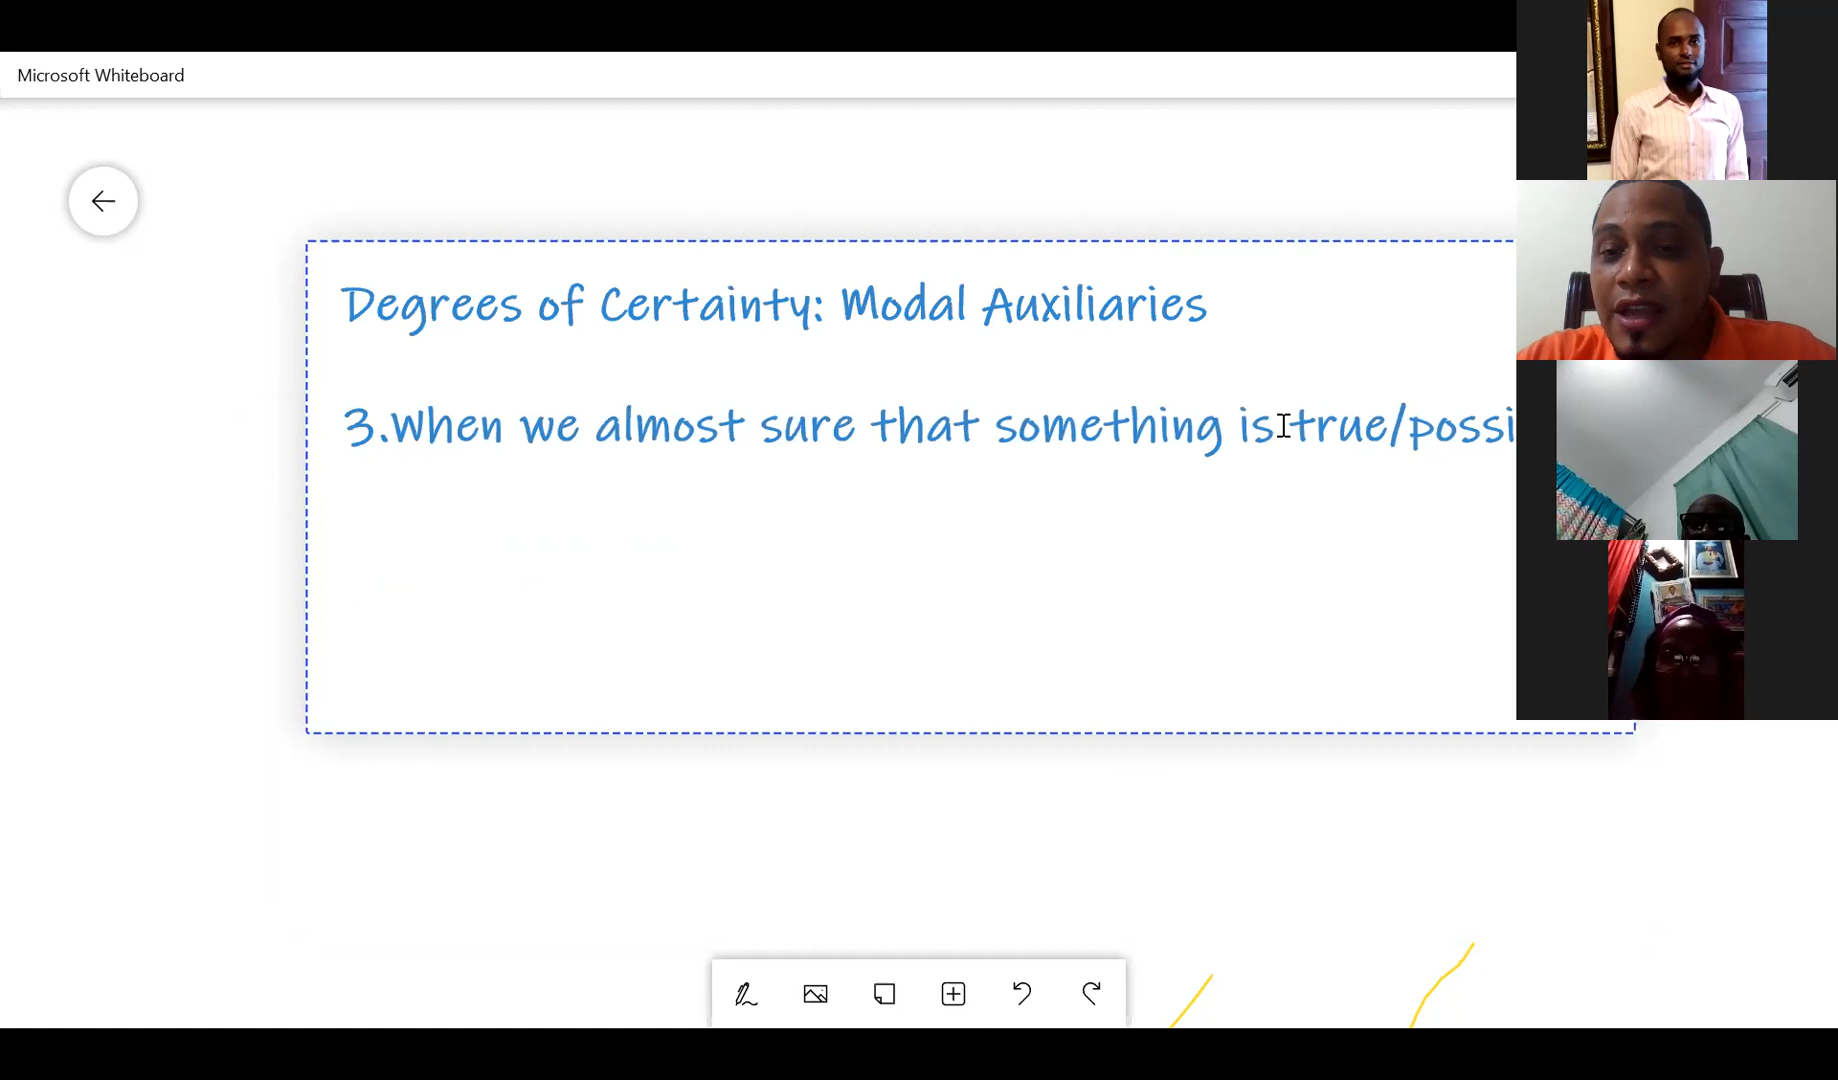 Microsoft Whiteboard
Degrees of Certainty: Modal Auxiliaries
3.When we almost sure that something is true/possi